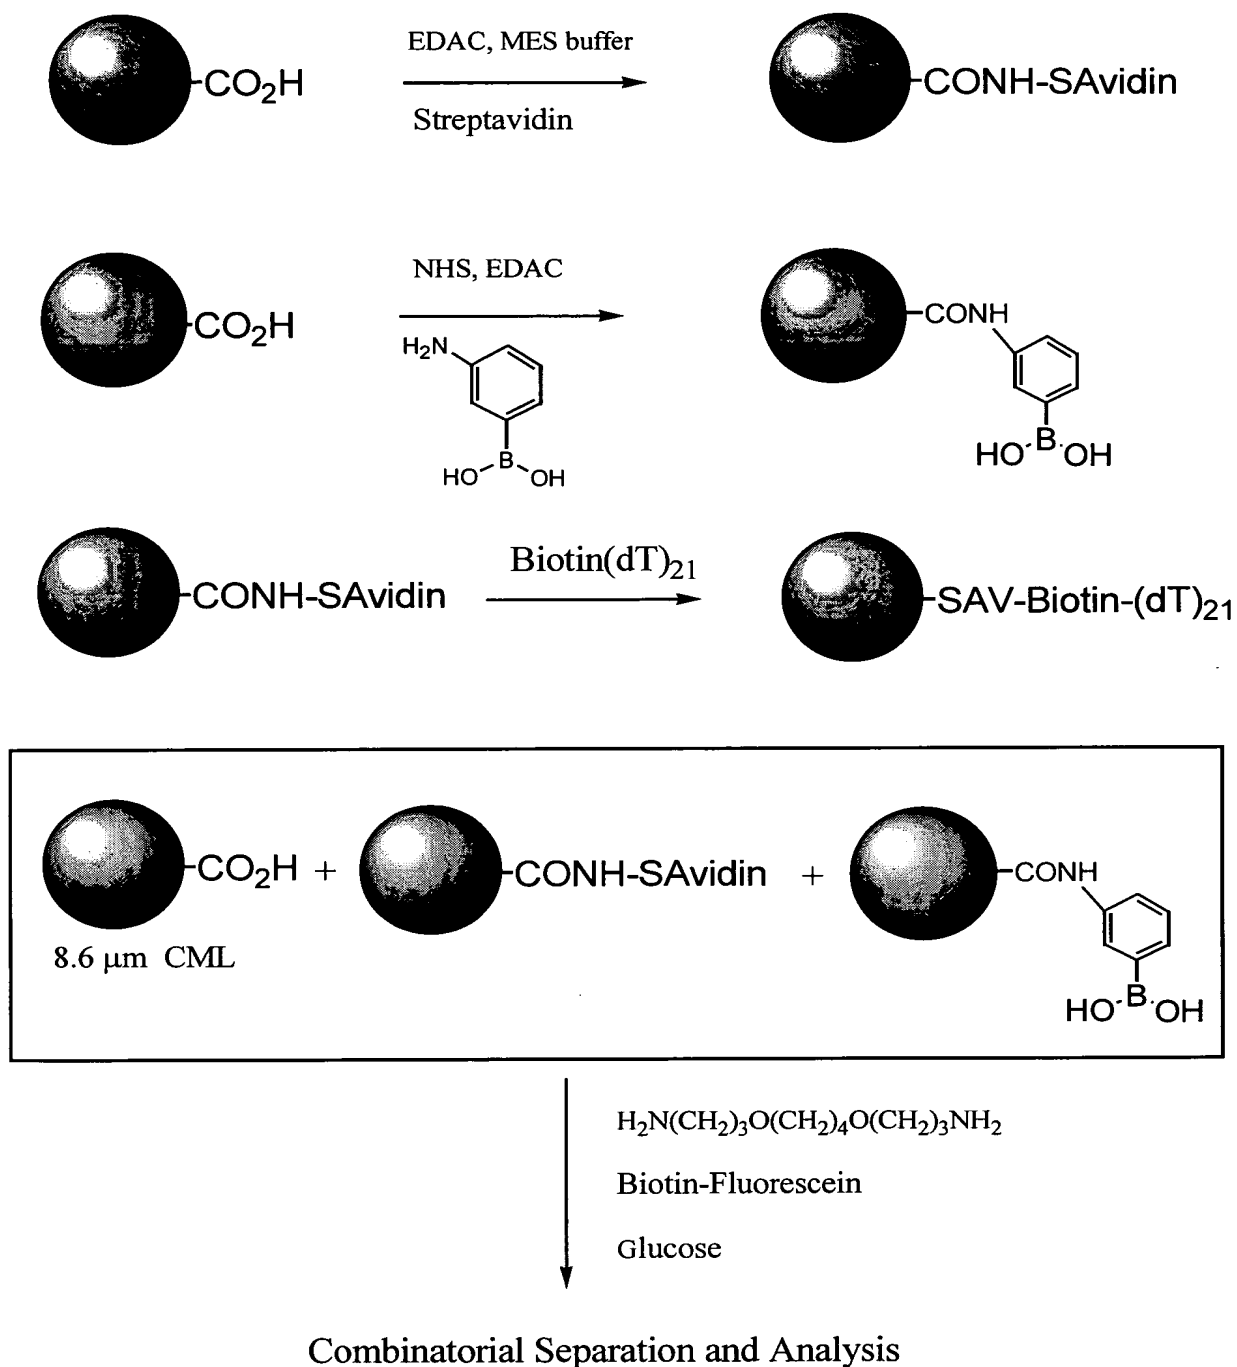 EDAC, MES buffer
CO₂H
CONH-SAvidin
Streptavidin
NHS, EDAC
CO₂H
CONH
H₂N
HO B OH
HO B OH
Biotin(dT)₂₁
CONH-SAvidin
SAV-Biotin-(dT)₂₁
CO₂H + CONH-SAvidin + CONH
8.6 μm CML
HO B OH
H₂N(CH₂)₃O(CH₂)₄O(CH₂)₃NH₂
Biotin-Fluorescein
Glucose
Combinatorial Separation and Analysis